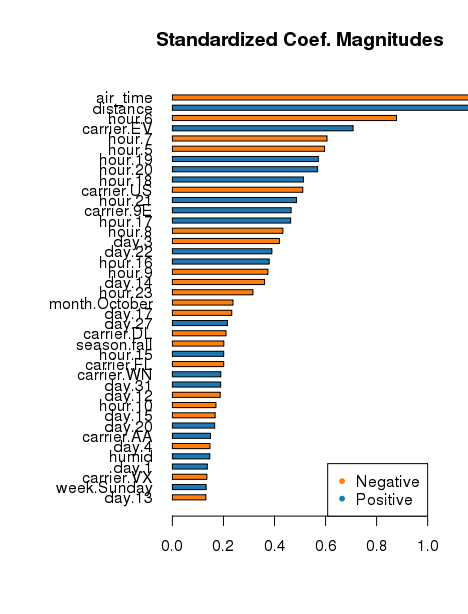 Standardized Coef. Magnitudes
air_time
distance
hour.6
carrier.EV
hour.7
hour.5
hour.19
hour.20
hour.18
carrier.US
hour.21
carrier.9E
hour.17
hour.8
day.3
day.22
hour.16
hour.9
day.14
hour.23
month.October
day.17
day.27
carrier.DL
season.fall
hour.15
carrier.FL
carrier.WN
day.31
day.12
hour.10
day.15
day.20
carrier.AA
day.4
humid
day.1
carrier.VX
week.Sunday
day.13
Negative
Positive
0.0 0.2 0.4 0.6 0.8 1.0